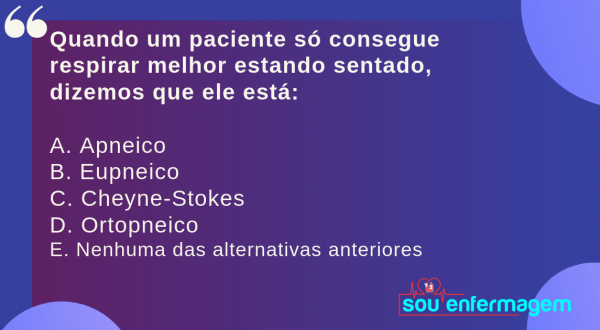 Quando um paciente só consegue
respirar melhor estando sentado,
dizemos que ele está:
A. Apneico
B. Eupneico
C. Cheyne-Stokes
D. Ortopneico
E. Nenhuma das alternativas anteriores
sou enfermagem